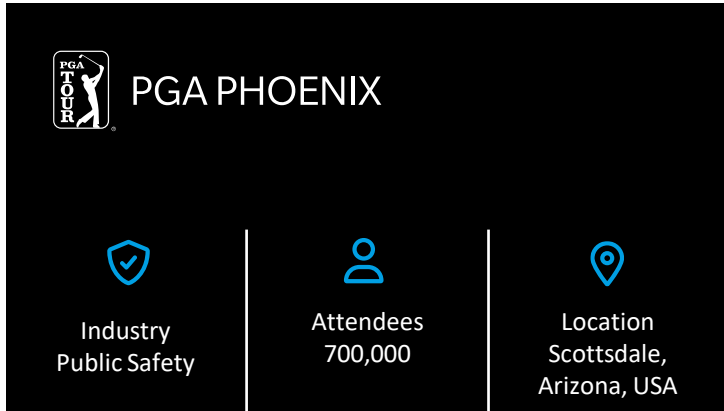 PGA
TOUR
®
PGA PHOENIX
Industry
Public Safety
Attendees
700,000
Location
Scottsdale,
Arizona, USA